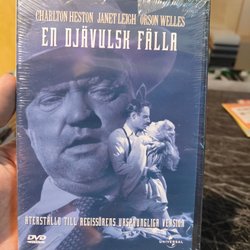 CHARLTON HESTON JANET LEIGH ORSON WELLES
EN DJÄVULSK FÄLLA
ÅTERSTÄLLD TILL REGISSÖRENS URSPRUNGLIGA VERSION
DVD
UNIVERSAL